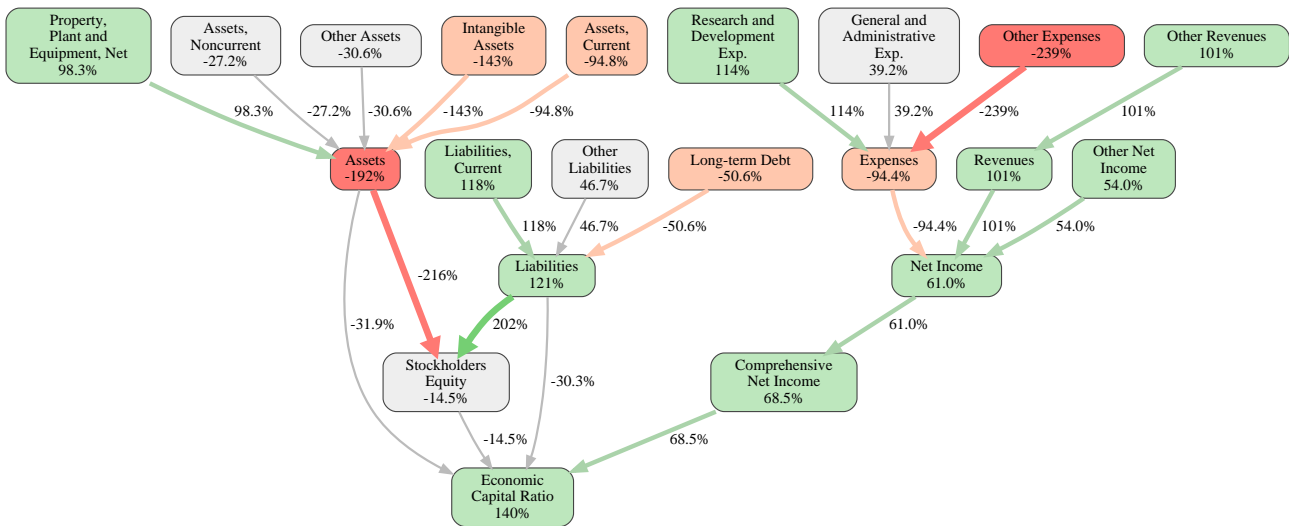 Property,
Plant and
Equipment, Net
98.3%
Assets,
Noncurrent
-27.2%
Other Assets
-30.6%
Intangible
Assets
-143%
Assets,
Current
-94.8%
Research and
Development
Exp.
114%
General and
Administrative
Exp.
39.2%
Other Expenses
-239%
Other Revenues
101%
98.3%
-27.2%
-30.6%
-143%
-94.8%
114%
39.2%
-239%
101%
Assets
-192%
Liabilities,
Current
118%
Other
Liabilities
46.7%
Long-term Debt
-50.6%
Expenses
-94.4%
Revenues
101%
Other Net
Income
54.0%
118%
46.7%
-50.6%
-94.4%
101%
54.0%
Liabilities
121%
Net Income
61.0%
-216%
-31.9%
202%
61.0%
Stockholders
Equity
-14.5%
-30.3%
Comprehensive
Net Income
68.5%
-14.5%
68.5%
Economic
Capital Ratio
140%